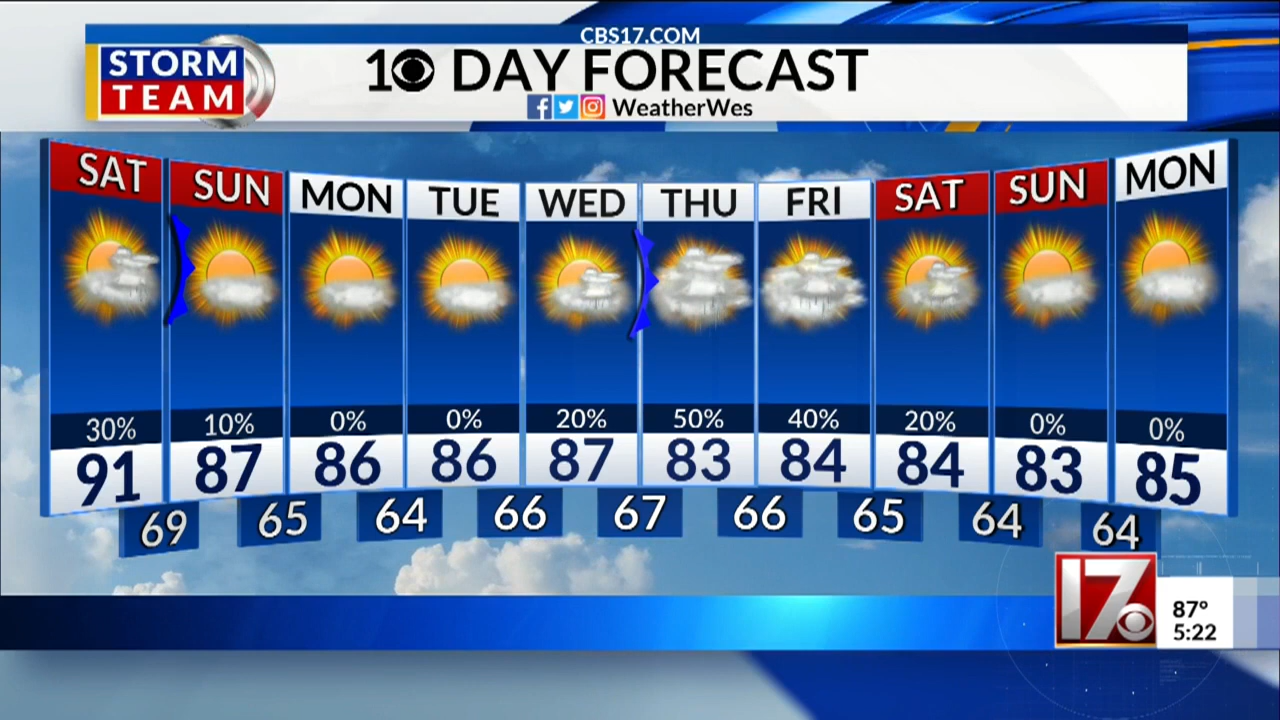 CBS17.COM
STORM
TEAM
10 DAY FORECAST
WeatherWes
SAT SUN MON TUE WED THU FRI SAT SUN MON
30% 10% 0% 0% 20% 50% 40% 20% 0% 0%
91 87 86 86 87 83 84 84 83 85
69 65 64 66 67 66 65 64 64
17
87°
5:22